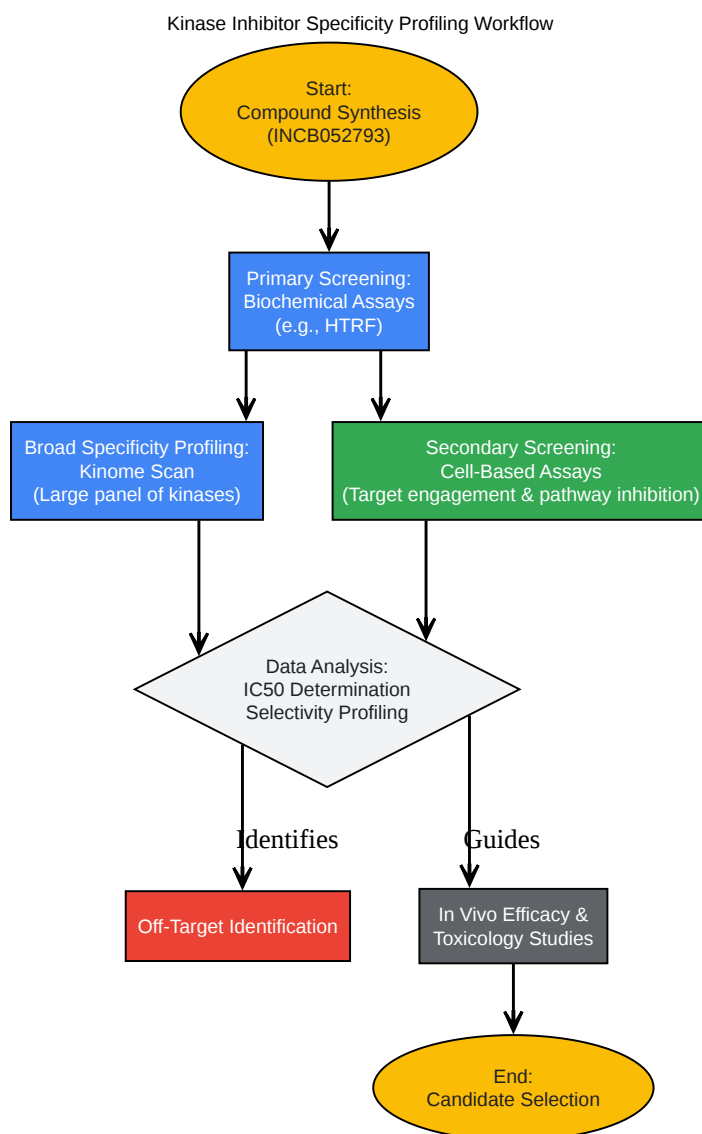 Kinase Inhibitor Specificity Profiling Workflow
Start:
Compound Synthesis
(INCB052793)
Primary Screening:
Biochemical Assays
(e.g., HTRF)
Broad Specificity Profiling:
Kinome Scan
(Large panel of kinases)
Secondary Screening:
Cell-Based Assays
(Target engagement & pathway inhibition)
Data Analysis:
IC50 Determination
Selectivity Profiling
Identifies
Guides
Off-Target Identification
In Vivo Efficacy &
Toxicology Studies
End:
Candidate Selection